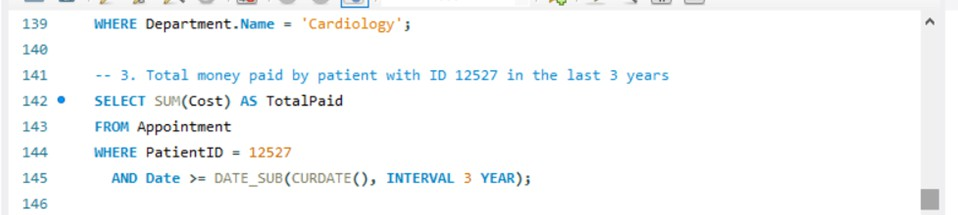 139 WHERE Department.Name = 'Cardiology';
140
141 -- 3. Total money paid by patient with ID 12527 in the last 3 years
142 SELECT SUM(Cost) AS TotalPaid
143 FROM Appointment
144 WHERE PatientID = 12527
145 AND Date >= DATE_SUB(CURDATE(), INTERVAL 3 YEAR);
146